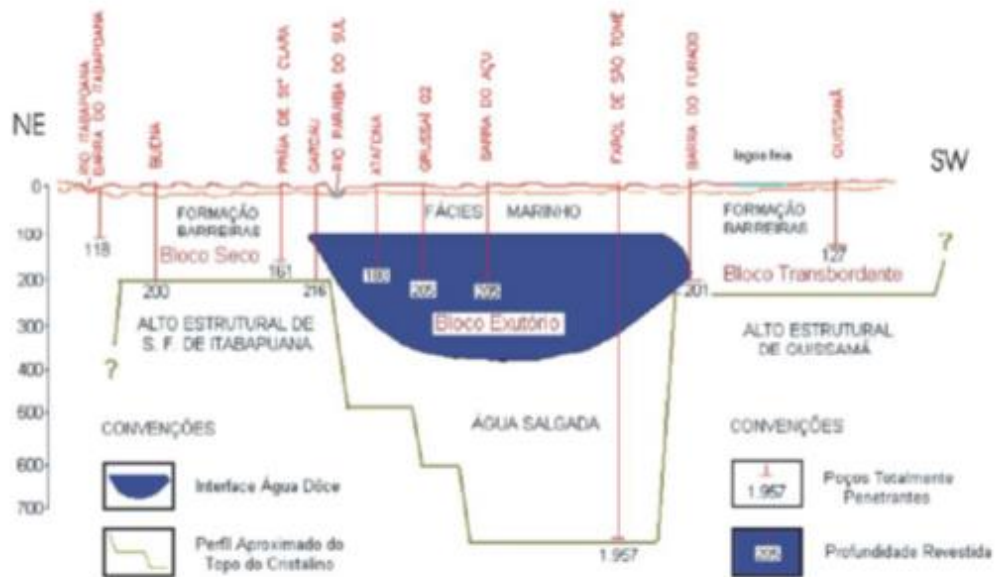 NE
SW
RIO ITABAPOANA
BARRA DO ITABAPOANA
BUENA
PRAIA DE STª CLARA
GARGAU
RIO PARAIBA DO SUL
ATAFONA
GRUSSAÍ 02
BARRA DO AÇU
FAROL DE SÃO TOMÉ
BARRA DO FURADO
lagoa feia
QUISSAMÃ
0
100
200
300
400
500
600
700
FORMAÇÃO
BARREIRAS
Bloco Seco
118
200
161
216
FÁCIES MARINHO
180
205
205
Bloco Exutório
FORMAÇÃO
BARREIRAS
127
Bloco Transbordante
201
?
?
ALTO ESTRUTURAL DE
S. F. DE ITABAPUANA
ALTO ESTRUTURAL
DE QUISSAMÃ
ÁGUA SALGADA
1.957
CONVENÇÕES
Interface Água Dôce
Perfil Aproximado do
Topo do Cristalino
CONVENÇÕES
1.957
Poços Totalmente
Penetrantes
205
Profundidade Revestida